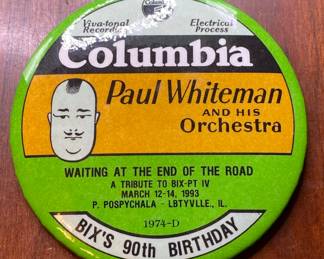 Viva-tonal Electrical
Recording Process
Columbia
Paul Whiteman
AND HIS
Orchestra
WAITING AT THE END OF THE ROAD
A TRIBUTE TO BIX-PT IV
MARCH 12-14, 1993
P. POSPYCHALA - LBTYVLLE., IL.
1974-D
BIX'S 90th BIRTHDAY